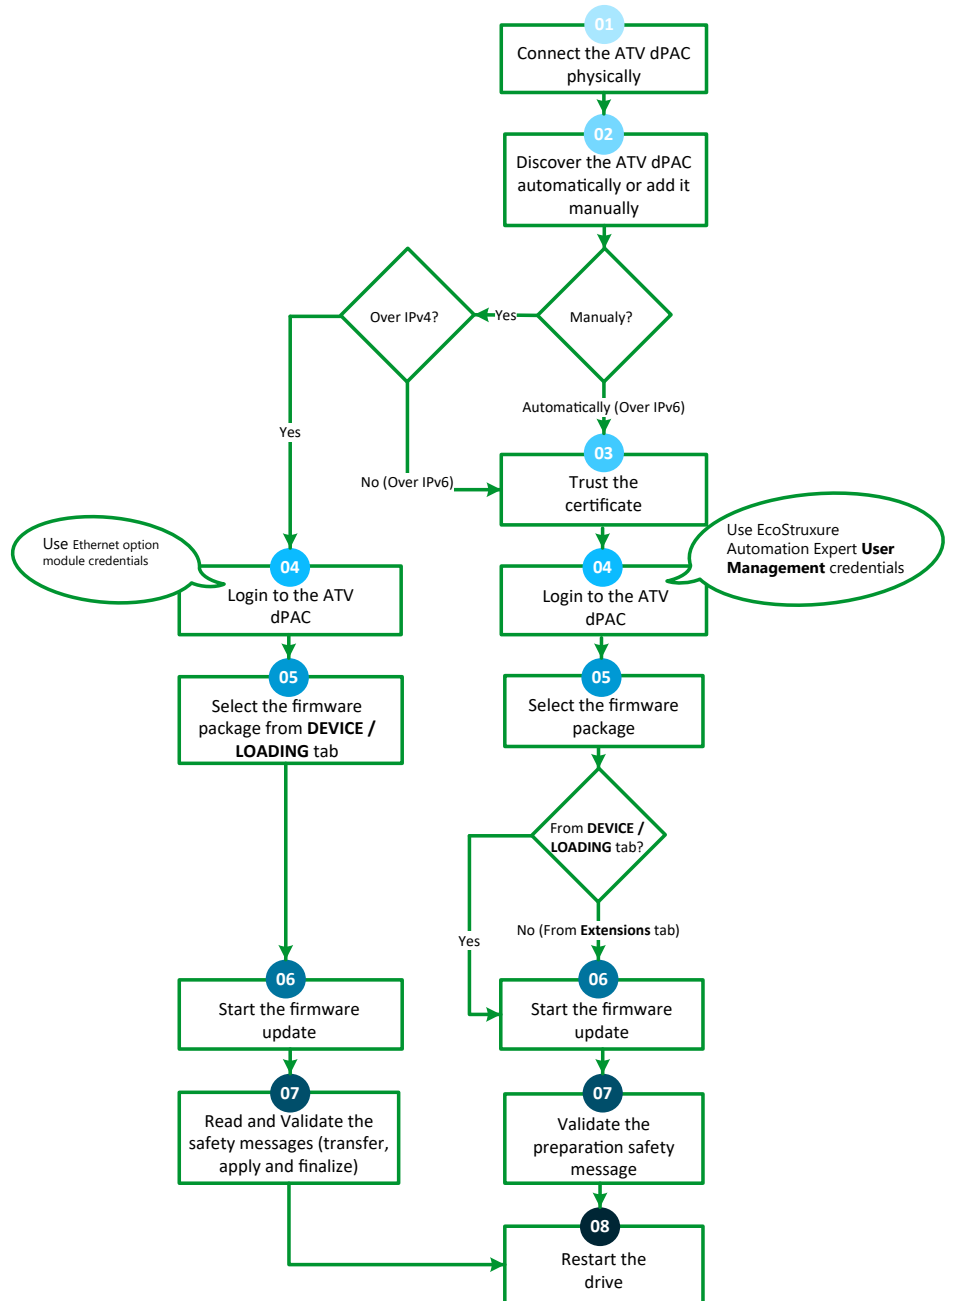 01
Connect the ATV dPAC
physically
02
Discover the ATV dPAC
automatically or add it
manually
Manualy?
Yes
Over IPv4?
Automatically (Over IPv6)
Yes
No (Over IPv6)
03
Trust the
certificate
Use Ethernet option
module credentials
04
Login to the ATV
dPAC
Use EcoStruxure
Automation Expert User
Management credentials
04
Login to the ATV
dPAC
05
Select the firmware
package from DEVICE /
LOADING tab
05
Select the firmware
package
From DEVICE /
LOADING tab?
Yes
No (From Extensions tab)
06
Start the firmware
update
06
Start the firmware
update
07
Read and Validate the
safety messages (transfer,
apply and finalize)
07
Validate the
preparation safety
message
08
Restart the
drive